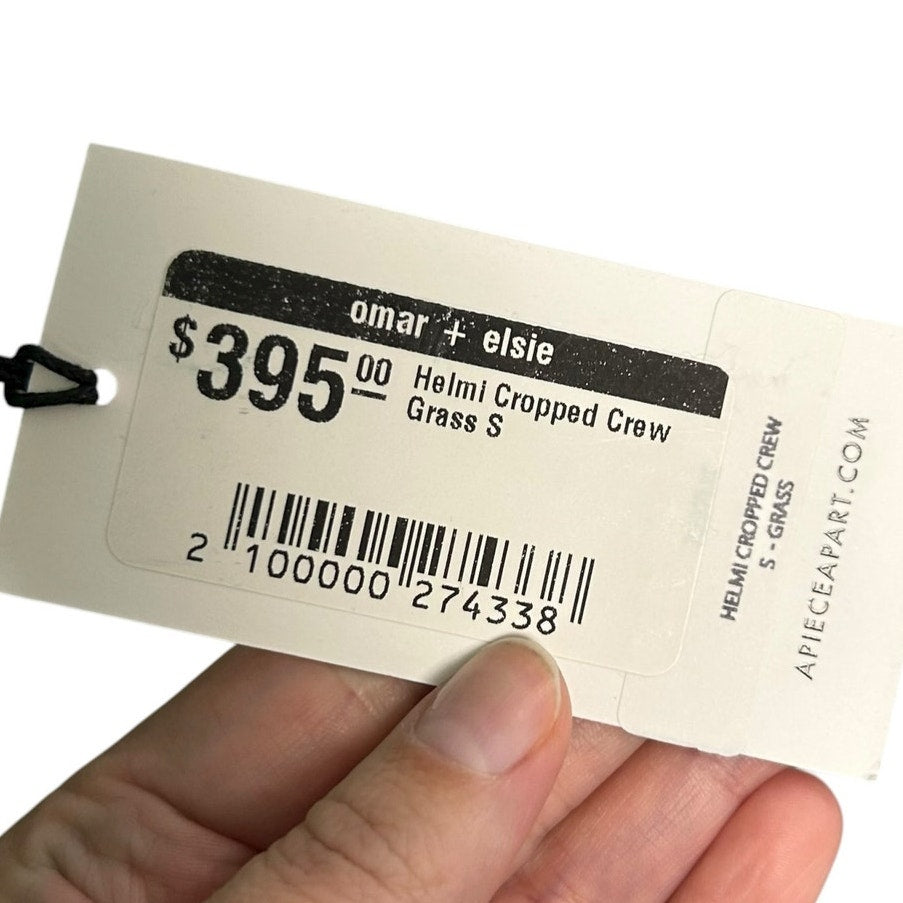 omar + elsie
$395.00
Helmi Cropped Crew
Grass S
2 100000 274338
HELMI CROPPED CREW
S - GRASS
APIECEAPART.COM